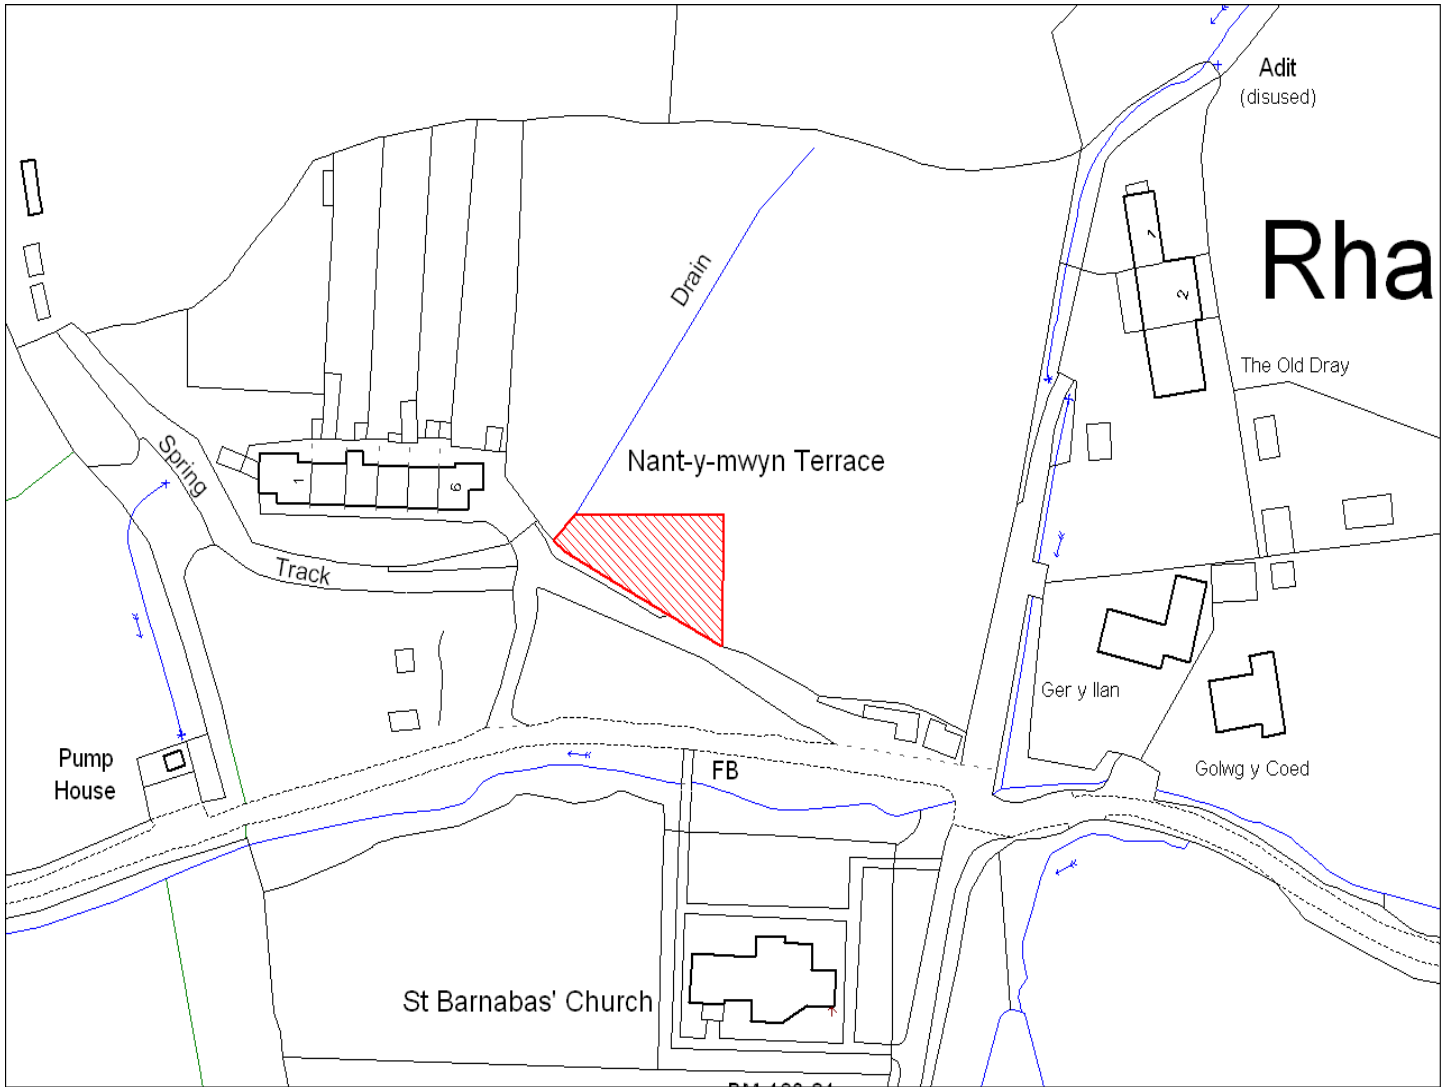 Adit
(disused)
Rha
1
2
Drain
The Old Dray
Spring
Nant-y-mwyn Terrace
1
6
Track
Ger y llan
Pump
House
FB
Golwg y Coed
St Barnabas' Church